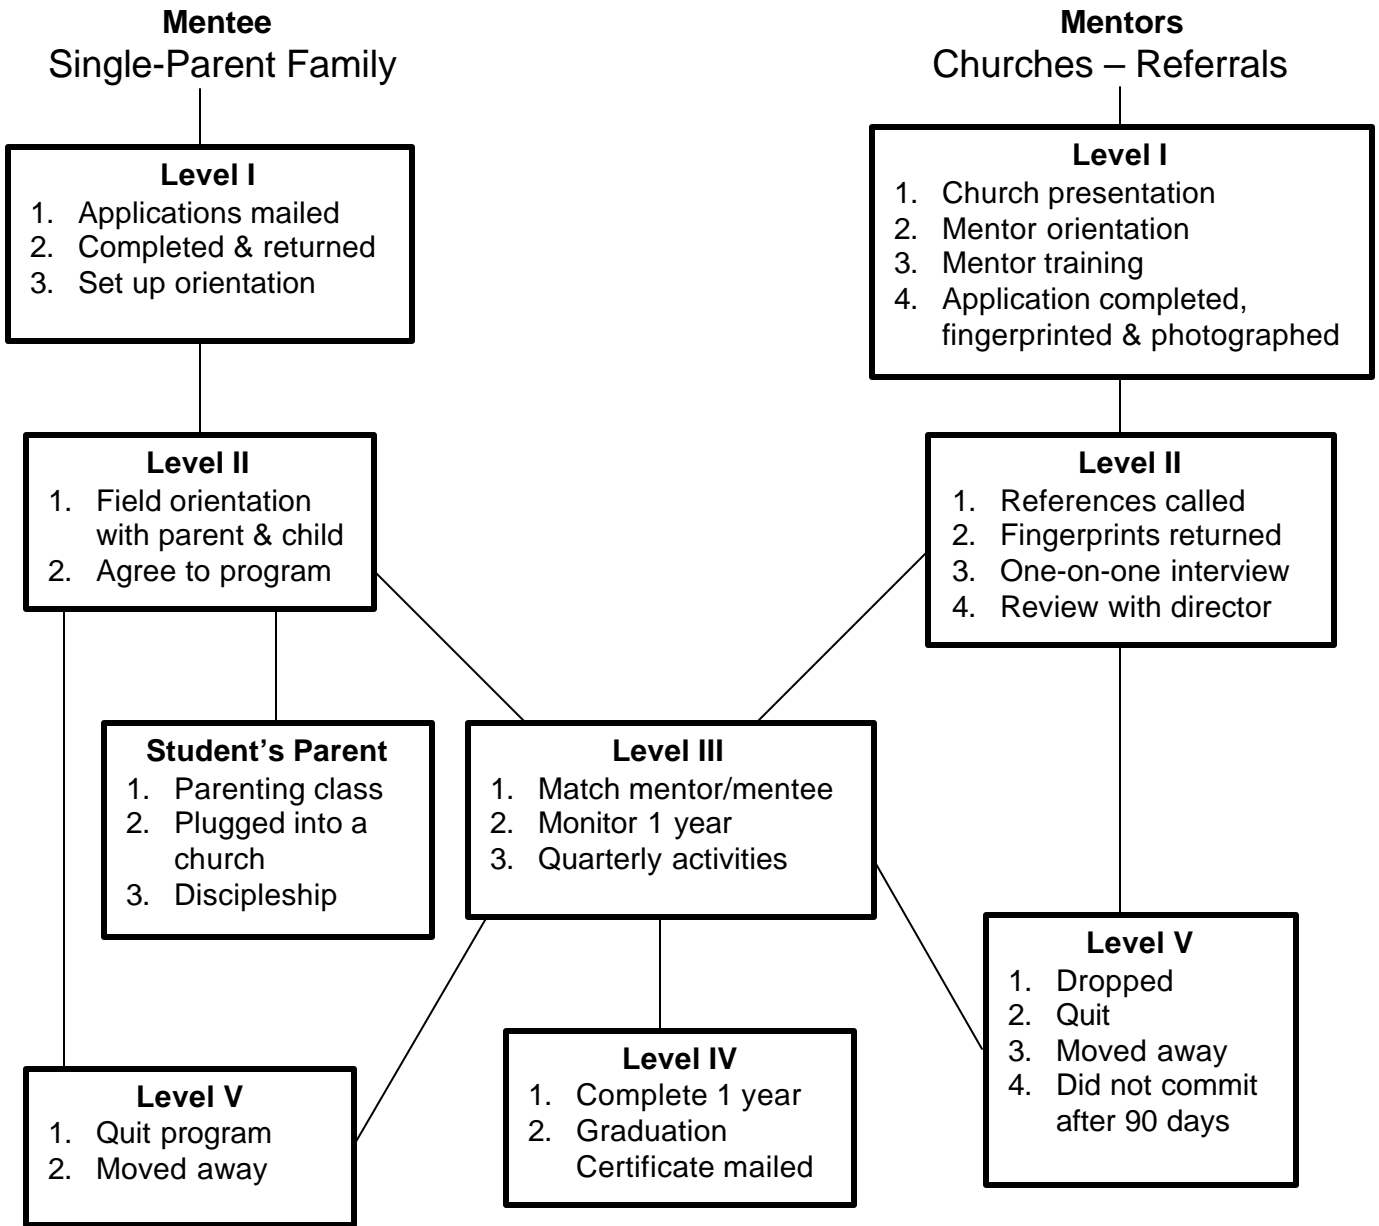 Mentee
Single-Parent Family
Mentors
Churches – Referrals
Level I
1. Applications mailed
2. Completed & returned
3. Set up orientation
Level I
1. Church presentation
2. Mentor orientation
3. Mentor training
4. Application completed,
fingerprinted & photographed
Level II
1. Field orientation
with parent & child
2. Agree to program
Level II
1. References called
2. Fingerprints returned
3. One-on-one interview
4. Review with director
Student’s Parent
1. Parenting class
2. Plugged into a
church
3. Discipleship
Level III
1. Match mentor/mentee
2. Monitor 1 year
3. Quarterly activities
Level V
1. Dropped
2. Quit
3. Moved away
4. Did not commit
after 90 days
Level V
1. Quit program
2. Moved away
Level IV
1. Complete 1 year
2. Graduation
Certificate mailed